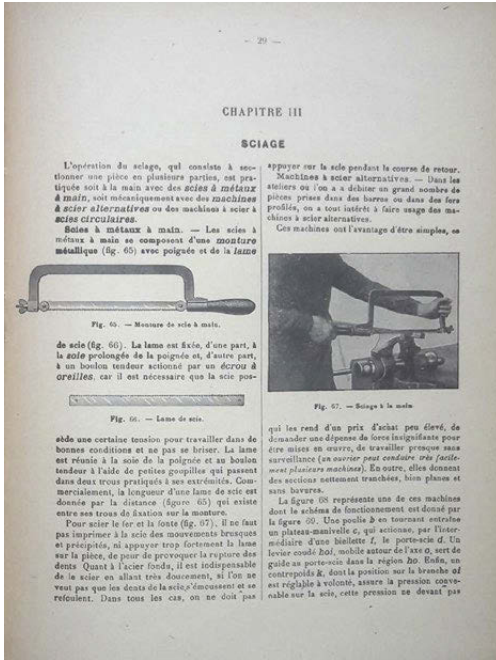 — 29 —
CHAPITRE III
SCIAGE
L'opération du sciage, qui consiste à sec-
tionner une pièce en plusieurs parties, est pra-
tiquée soit à la main avec des scies à métaux
à main, soit mécaniquement avec des machines
à scier alternatives ou des machines à scier à
scies circulaires.
Scies à métaux à main. — Les scies à
métaux à main se composent d'une monture
métallique (fig. 65) avec poignée et de la lame
Fig. 65. — Monture de scie à main.
de scie (fig. 66). La lame est fixée, d'une part, à
la soie prolongée de la poignée et, d'autre part,
à un boulon tendeur actionné par un écrou à
oreilles, car il est nécessaire que la scie pos-
Fig. 66. — Lame de scie.
sède une certaine tension pour travailler dans de
bonnes conditions et ne pas se briser. La lame
est réunie à la soie de la poignée et au boulon
tendeur à l'aide de petites goupilles qui passent
dans deux trous pratiqués à ses extrémités. Com-
mercialement, la longueur d'une lame de scie est
donnée par la distance (figure 65) qui existe
entre ses trous de fixation sur la monture.
Pour scier le fer et la fonte (fig. 67), il ne faut
pas imprimer à la scie des mouvements brusques
et précipités, ni appuyer trop fortement la lame
sur la pièce, de peur de provoquer la rupture des
dents Quant à l'acier fondu, il est indispensable
de le scier en allant très doucement, si l'on ne
veut pas que les dents de la scie s'émoussent et se
refoulent. Dans tous les cas, on ne doit pas
appuyer sur la scie pendant la course de retour.
Machines à scier alternatives. — Dans les
ateliers où l'on a à débiter un grand nombre de
pièces prises dans des barres ou dans des fers
profilés, on a tout intérêt à faire usage des ma-
chines à scier alternatives.
Ces machines ont l'avantage d'être simples, ce
Fig. 67. — Sciage à la main
qui les rend d'un prix d'achat peu élevé, de
demander une dépense de force insignifiante pour
être mises en œuvre, de travailler presque sans
surveillance (un ouvrier peut conduire très facile-
ment plusieurs machines). En outre, elles donnent
des sections nettement tranchées, bien planes et
sans bavures.
La figure 68 représente une de ces machines
dont le schéma de fonctionnement est donné par
la figure 69. Une poulie b en tournant entraîne
un plateau-manivelle c, qui actionne, par l'inter-
médiaire d'une biellette f, le porte-scie d. Un
levier coudé hoi, mobile autour de l'axe o, sert de
guide au porte-scie dans la région ho. Enfin, un
contrepoids k, dont la position sur la branche oi
est réglable à volonté, assure la pression conve-
nable sur la scie, cette pression ne devant pas